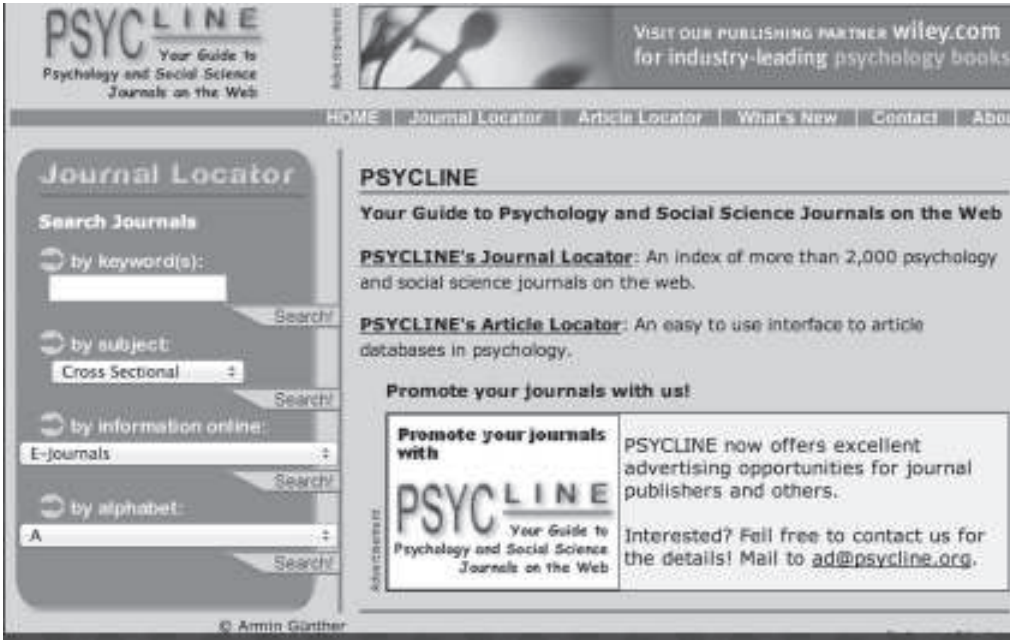 PSYCLINE
Your Guide to
Psychology and Social Science
Journals on the Web
Advertisement
VISIT OUR PUBLISHING PARTNER wiley.com
for industry-leading psychology books
HOME | Journal Locator | Article Locator | What's New | Contact | Abou
Journal Locator
Search Journals
by keyword(s):
Search!
by subject:
Cross Sectional
Search!
by information online:
E-Journals
Search!
by alphabet:
A
Search!
© Armin Günther
PSYCLINE
Your Guide to Psychology and Social Science Journals on the Web
PSYCLINE's Journal Locator: An index of more than 2,000 psychology
and social science journals on the web.
PSYCLINE's Article Locator: An easy to use interface to article
databases in psychology.
Promote your journals with us!
Advertisement
Promote your journals
with
PSYCLINE
Your Guide to
Psychology and Social Science
Journals on the Web
PSYCLINE now offers excellent
advertising opportunities for journal
publishers and others.
Interested? Fell free to contact us for
the details! Mail to ad@psycline.org.